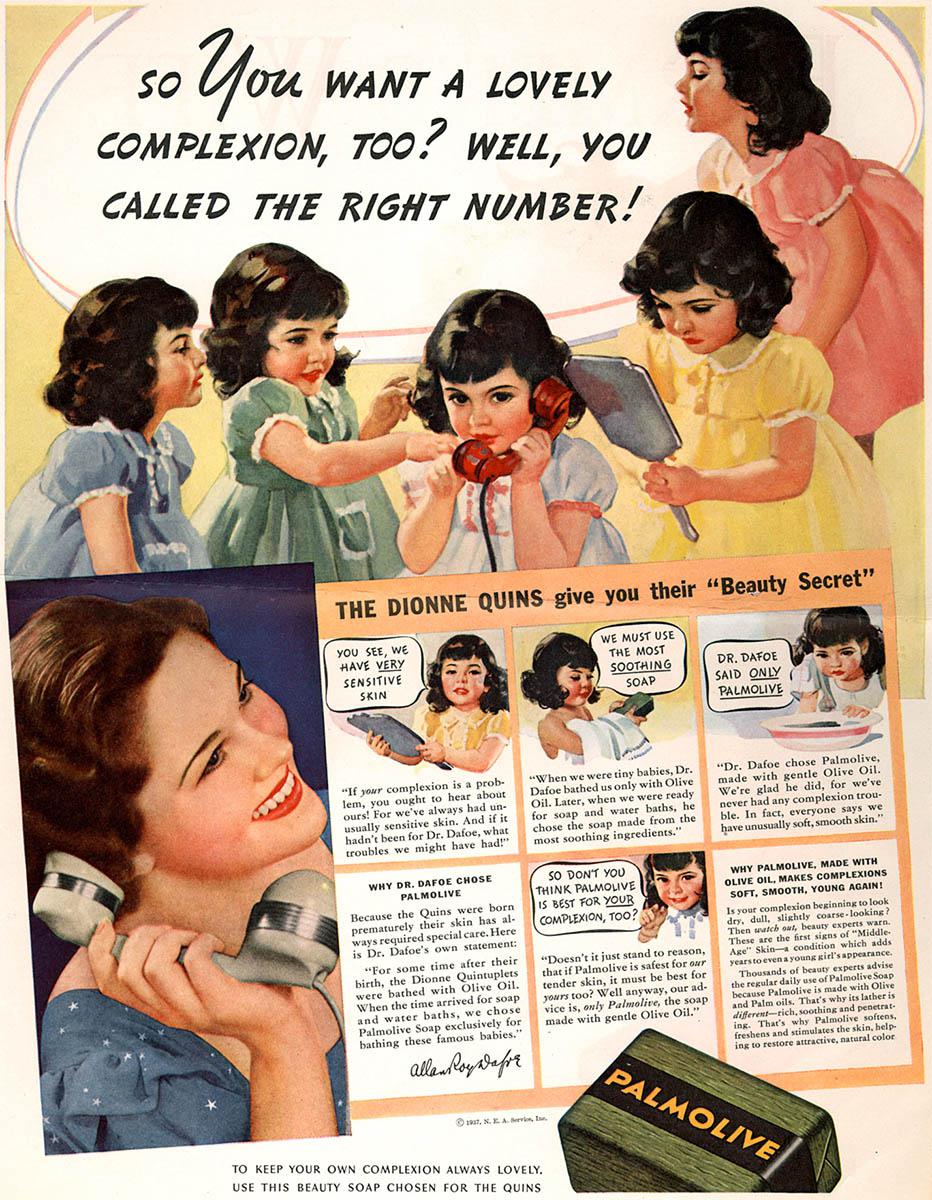 SO You WANT A LOVELY
COMPLEXION, TOO? WELL, YOU
CALLED THE RIGHT NUMBER!
THE DIONNE QUINS give you their "Beauty Secret"
YOU SEE, WE
HAVE VERY
SENSITIVE
SKIN
"If your complexion is a prob-
lem, you ought to hear about
ours! For we've always had un-
usually sensitive skin. And if it
hadn't been for Dr. Dafoe, what
troubles we might have had!"
WE MUST USE
THE MOST
SOOTHING
SOAP
"When we were tiny babies, Dr.
Dafoe bathed us only with Olive
Oil. Later, when we were ready
for soap and water baths, he
chose the soap made from the
most soothing ingredients."
DR. DAFOE
SAID ONLY
PALMOLIVE
"Dr. Dafoe chose Palmolive,
made with gentle Olive Oil.
We're glad he did, for we've
never had any complexion trou-
ble. In fact, everyone says we
have unusually soft, smooth skin."
WHY DR. DAFOE CHOSE
PALMOLIVE
Because the Quins were born
prematurely their skin has al-
ways required special care. Here
is Dr. Dafoe's own statement:
"For some time after their
birth, the Dionne Quintuplets
were bathed with Olive Oil.
When the time arrived for soap
and water baths, we chose
Palmolive Soap exclusively for
bathing these famous babies."
Allan Roy Dafoe
SO DON'T YOU
THINK PALMOLIVE
IS BEST FOR YOUR
COMPLEXION, TOO?
"Doesn't it just stand to reason,
that if Palmolive is safest for our
tender skin, it must be best for
yours too? Well anyway, our ad-
vice is, only Palmolive, the soap
made with gentle Olive Oil."
WHY PALMOLIVE, MADE WITH
OLIVE OIL, MAKES COMPLEXIONS
SOFT, SMOOTH, YOUNG AGAIN!
Is your complexion beginning to look
dry, dull, slightly coarse-looking?
Then watch out, beauty experts warn.
These are the first signs of "Middle-
Age" Skin—a condition which adds
years to even a young girl's appearance.
Thousands of beauty experts advise
the regular daily use of Palmolive Soap
because Palmolive is made with Olive
and Palm oils. That's why its lather is
different—rich, soothing and penetrat-
ing. That's why Palmolive softens,
freshens and stimulates the skin, help-
ing to restore attractive, natural color
PALMOLIVE
© 1937, N. E. A. Service, Inc.
TO KEEP YOUR OWN COMPLEXION ALWAYS LOVELY,
USE THIS BEAUTY SOAP CHOSEN FOR THE QUINS